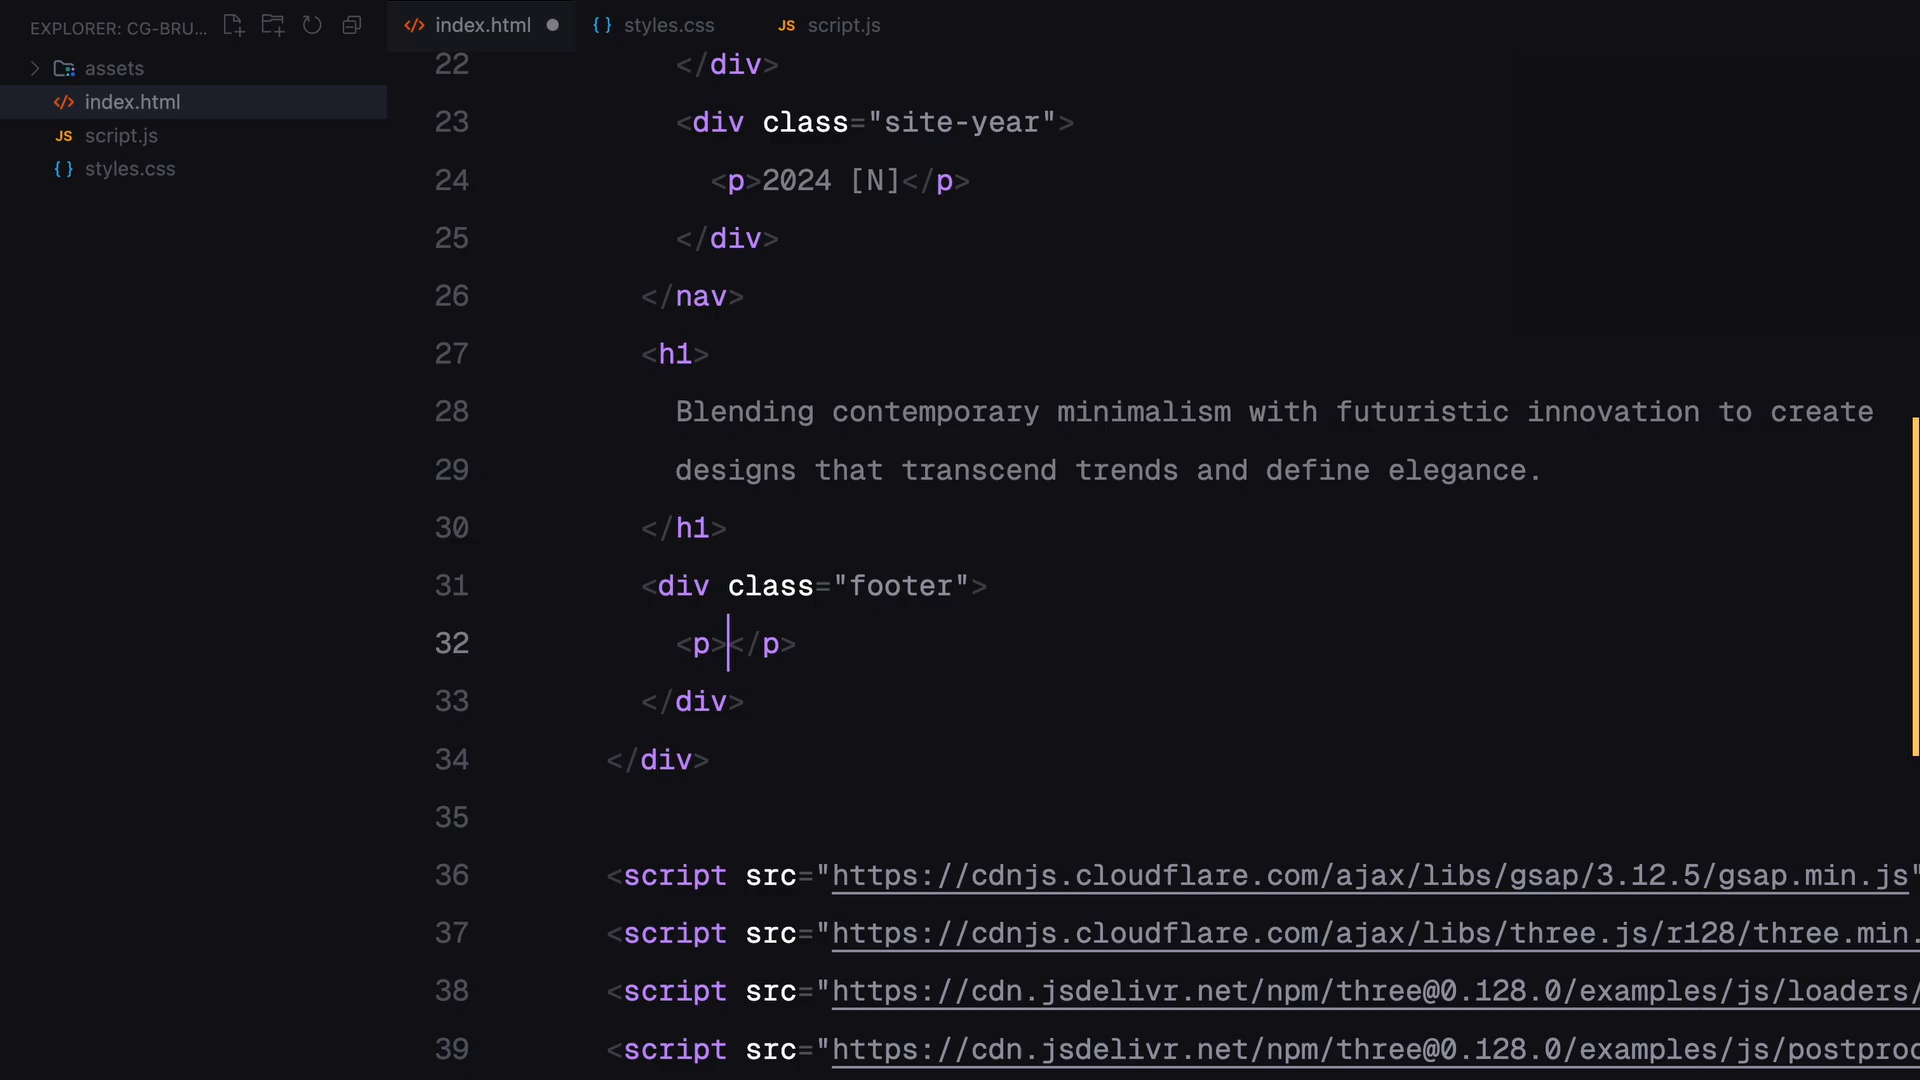 EXPLORER: CG-BRU...
assets
index.html
JS script.js
styles.css
index.html
styles.css
JS script.js
22 </div>
23 <div class="site-year">
24 <p>2024 [N]</p>
25 </div>
26 </nav>
27 <h1>
28 Blending contemporary minimalism with futuristic innovation to create
29 designs that transcend trends and define elegance.
30 </h1>
31 <div class="footer">
32 <p></p>
33 </div>
34 </div>
35
36 <script src="https://cdnjs.cloudflare.com/ajax/libs/gsap/3.12.5/gsap.min.js"
37 <script src="https://cdnjs.cloudflare.com/ajax/libs/three.js/r128/three.min.
38 <script src="https://cdn.jsdelivr.net/npm/three@0.128.0/examples/js/loaders/
39 <script src="https://cdn.jsdelivr.net/npm/three@0.128.0/examples/js/postproc